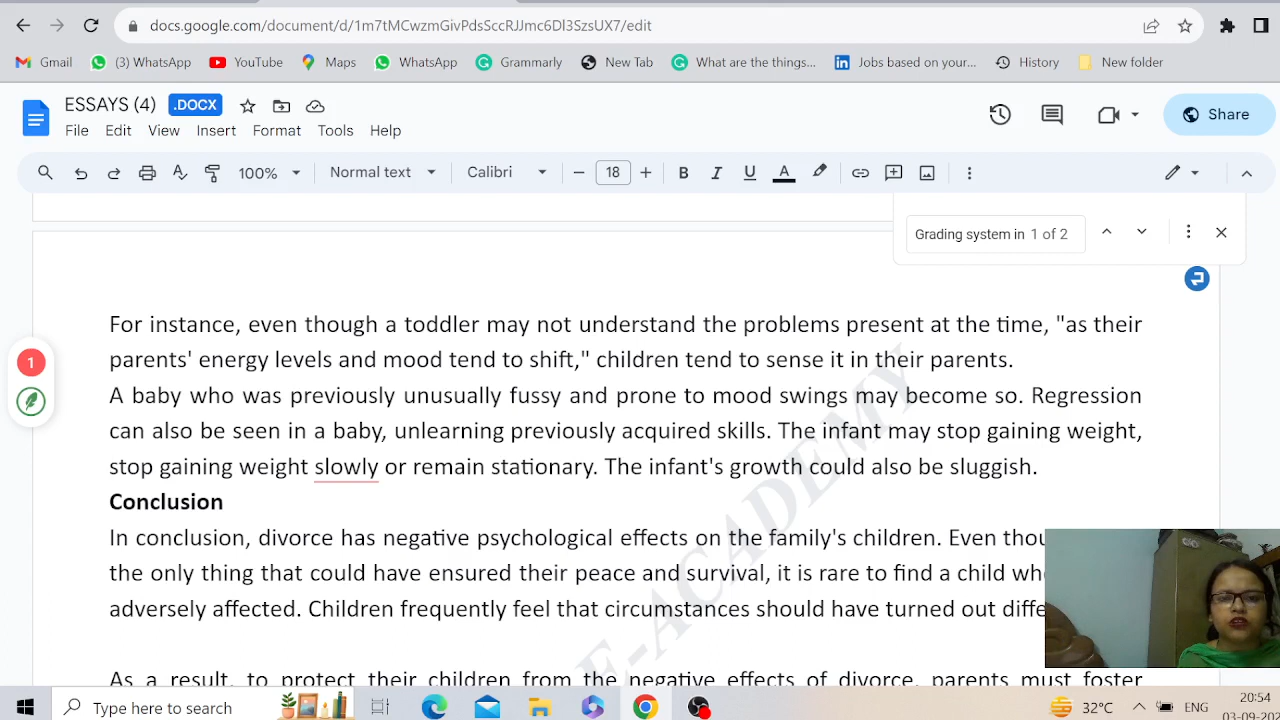 docs.google.com/document/d/1m7tMCwzmGivPdsSccRJJmc6Dl3SzsUX7/edit
Gmail (3) WhatsApp YouTube Maps WhatsApp Grammarly New Tab What are the things... Jobs based on your... History New folder
ESSAYS (4) .DOCX
File Edit View Insert Format Tools Help
Share
100% Normal text Calibri 18 B I U A
Grading system in 1 of 2
For instance, even though a toddler may not understand the problems present at the time, "as their
parents' energy levels and mood tend to shift," children tend to sense it in their parents.
1
A baby who was previously unusually fussy and prone to mood swings may become so. Regression
can also be seen in a baby, unlearning previously acquired skills. The infant may stop gaining weight,
stop gaining weight slowly or remain stationary. The infant's growth could also be sluggish.
Conclusion
In conclusion, divorce has negative psychological effects on the family's children. Even
the only thing that could have ensured their peace and survival, it is rare to find a child
adversely affected. Children frequently feel that circumstances should have turned out
As a result, to protect their children from the negative effects of divorce, parents must foster
E-ACADEMY
Type here to search
32°C ENG
20:54